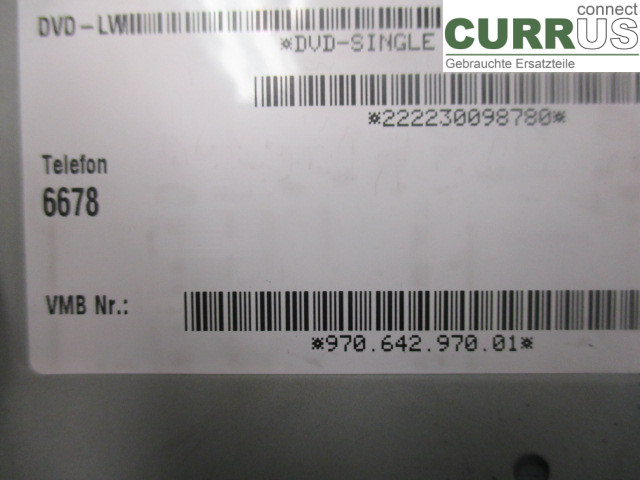 DVD-LW
*DVD-SINGLE
connect
CURRUS
Gebrauchte Ersatzteile
*222230098780*
Telefon
6678
VMB Nr.:
*970.642.970.01*